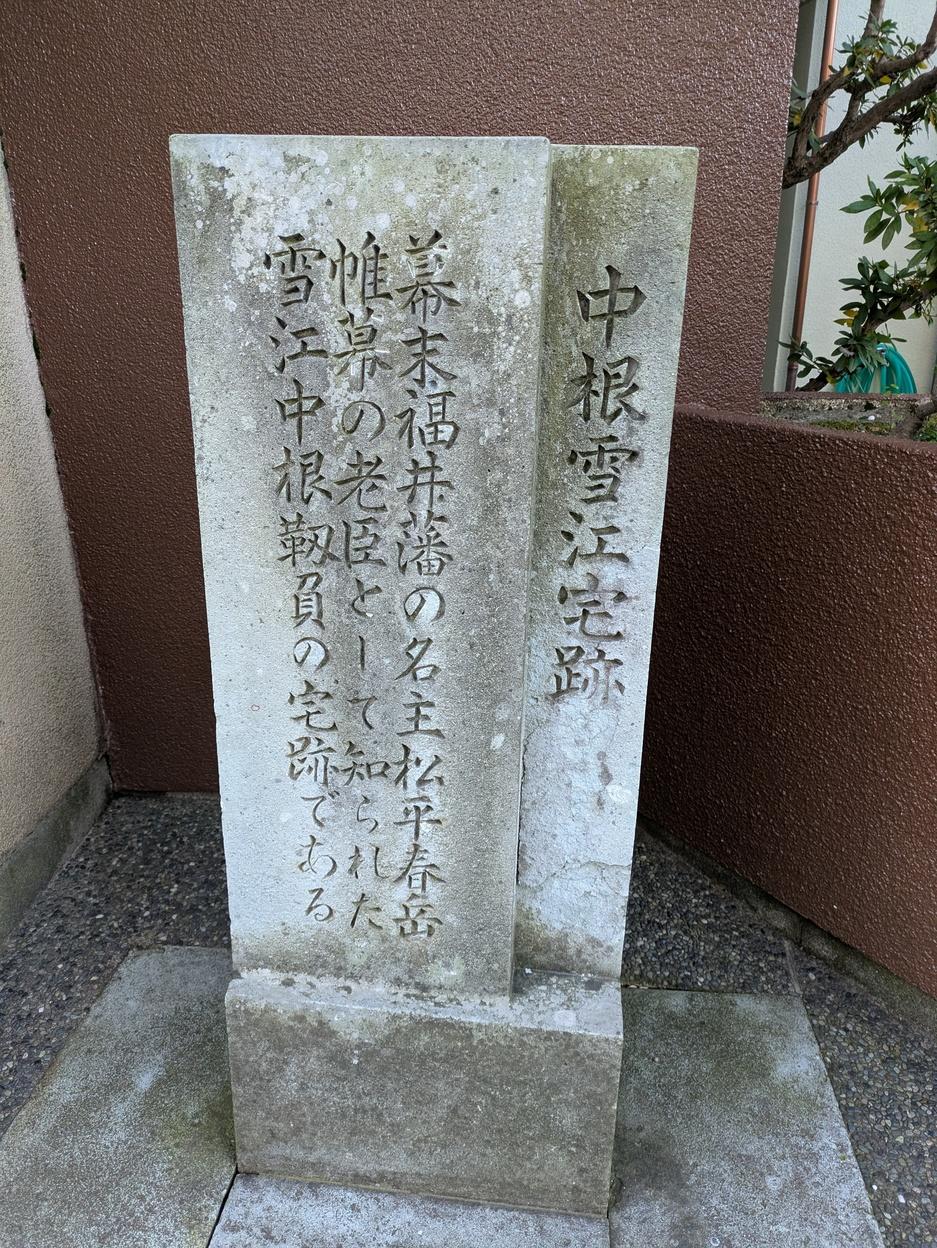 中根雪江宅跡
幕末福井藩の名主松平春岳
帷幕の老臣として知られた
雪江中根靱負の宅跡である